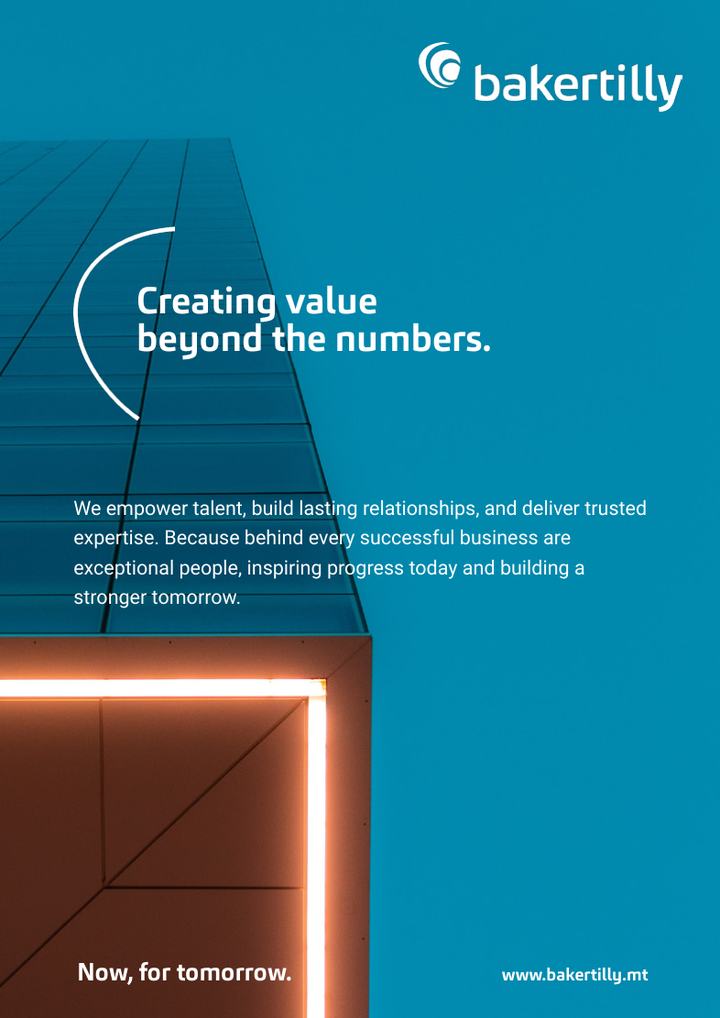 bakertilly
Creating value
beyond the numbers.
We empower talent, build lasting relationships, and deliver trusted
expertise. Because behind every successful business are
exceptional people, inspiring progress today and building a
stronger tomorrow.
Now, for tomorrow.
www.bakertilly.mt